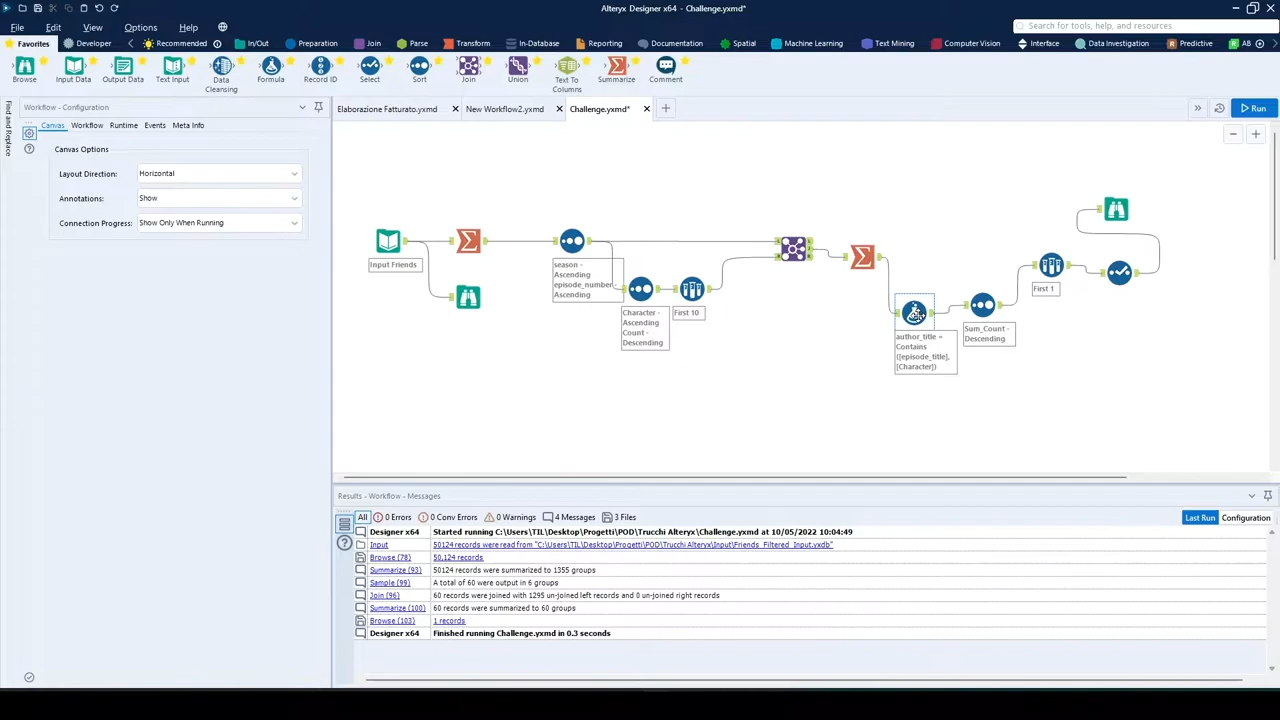 Alteryx Designer x64 - Challenge.yxmd*
File Edit View Options Help
Search for tools, help, and resources
Favorites Developer Recommended In/Out Preparation Join Parse Transform In-Database Reporting Documentation Spatial Machine Learning Text Mining Computer Vision Interface Data Investigation Predictive AB
Browse Input Data Output Data Text Input Data Cleansing Formula Record ID Select Sort Join Union Text To Columns Summarize Comment
Find and Replace
Workflow - Configuration
Elaborazione Fatturato.yxmd New Workflow2.yxmd Challenge.yxmd* Run
Canvas Workflow Runtime Events Meta Info
Canvas Options
Layout Direction: Horizontal
Annotations: Show
Connection Progress: Show Only When Running
Input Friends
season -
Ascending
episode_number -
Ascending
Character -
Ascending
Count -
Descending
First 10
author_title =
Contains
([episode_title],
[Character])
Sum_Count -
Descending
First 1
Results - Workflow - Messages
All 0 Errors 0 Conv Errors 0 Warnings 4 Messages 3 Files Last Run Configuration
Designer x64 Started running C:\Users\TIL\Desktop\Progetti\POD\Trucchi Alteryx\Challenge.yxmd at 10/05/2022 10:04:49
Input 50124 records were read from "C:\Users\TIL\Desktop\Progetti\POD\Trucchi Alteryx\Input\Friends_Filtered_Input.yxdb"
Browse (78) 50,124 records
Summarize (93) 50124 records were summarized to 1355 groups
Sample (99) A total of 60 were output in 6 groups
Join (96) 60 records were joined with 1295 un-joined left records and 0 un-joined right records
Summarize (100) 60 records were summarized to 60 groups
Browse (103) 1 records
Designer x64 Finished running Challenge.yxmd in 0.3 seconds